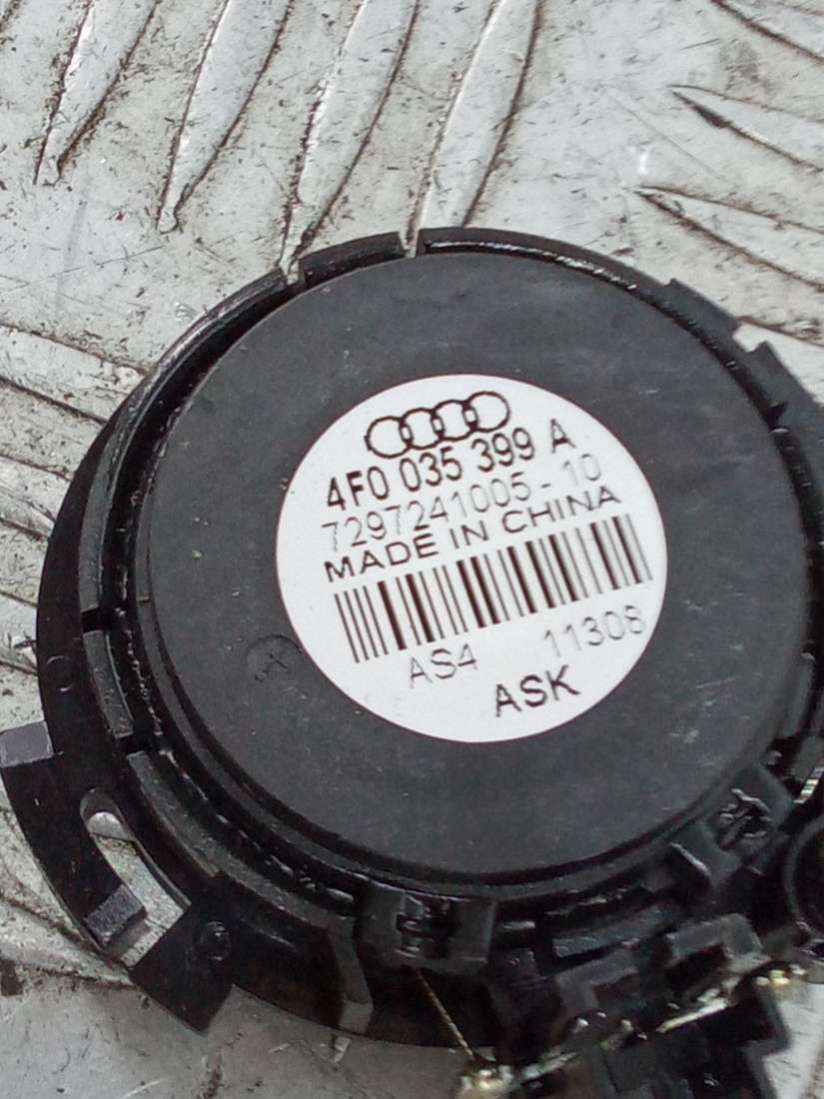 4F0 035 399 A
7297241005-10
MADE IN CHINA
AS4 11308
ASK